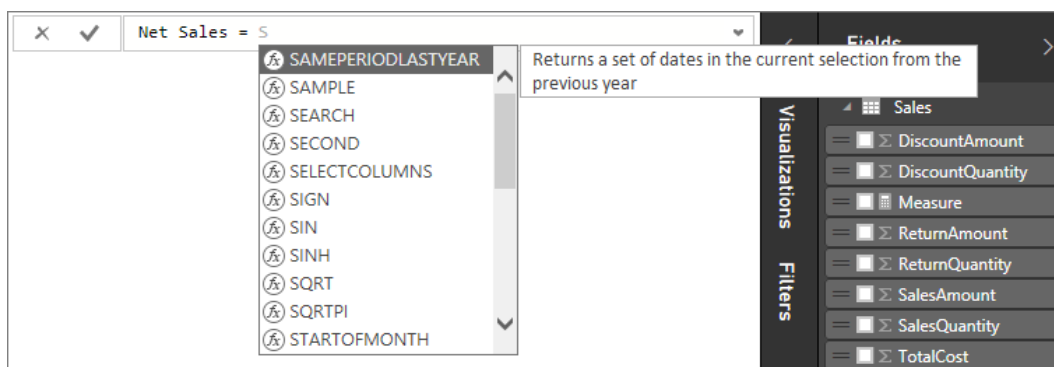 Net Sales = S
SAMEPERIODLASTYEAR
SAMPLE
SEARCH
SECOND
SELECTCOLUMNS
SIGN
SIN
SINH
SQRT
SQRTPI
STARTOFMONTH
Returns a set of dates in the current selection from the
previous year
Visualizations
Filters
Fields
Sales
DiscountAmount
DiscountQuantity
Measure
ReturnAmount
ReturnQuantity
SalesAmount
SalesQuantity
TotalCost